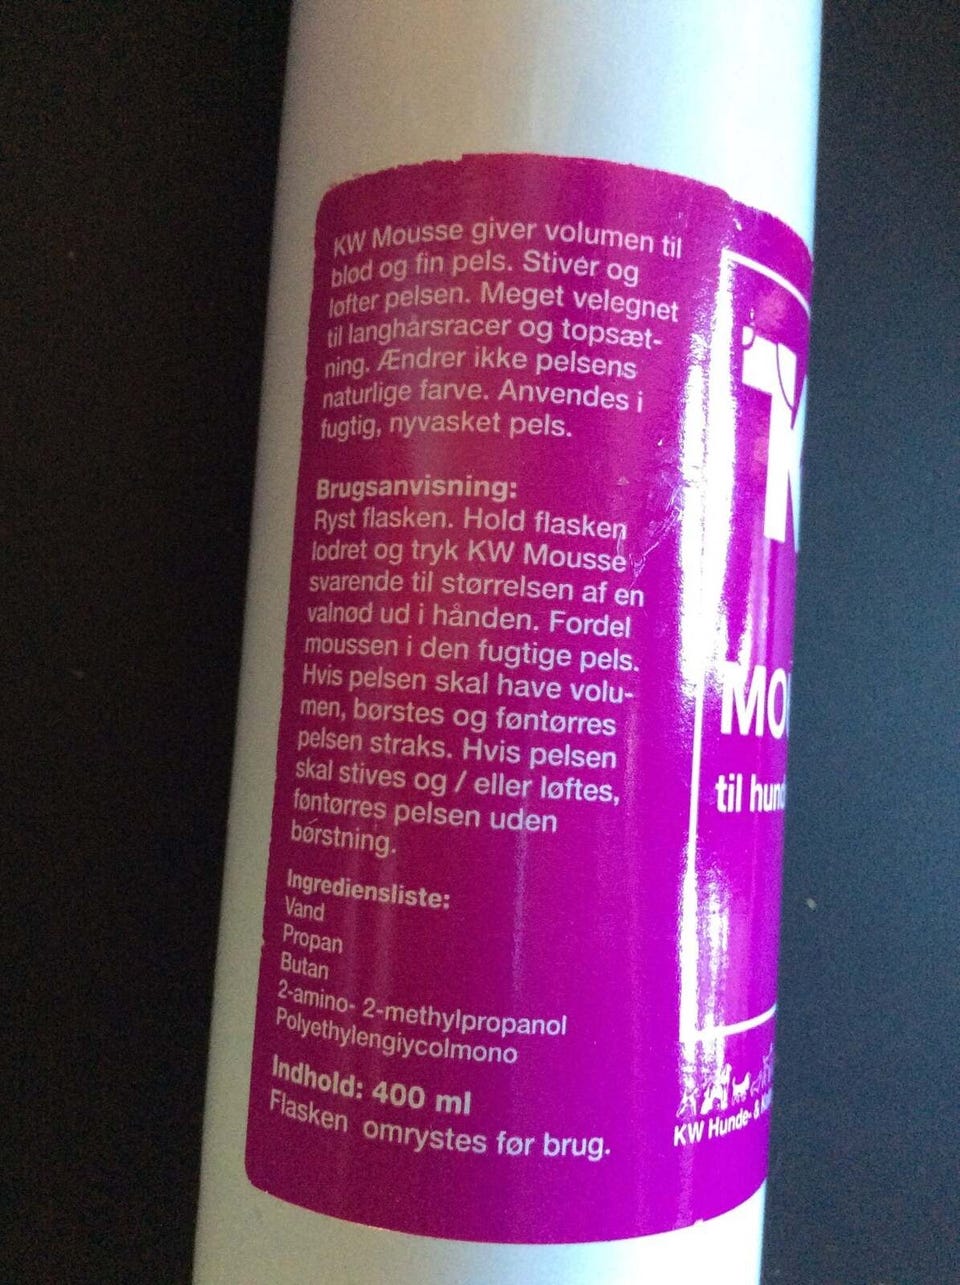 KW Mousse giver volumen til
blød og fin pels. Stiver og
løfter pelsen. Meget velegnet
til langhårsracer og topsæt-
ning. Ændrer ikke pelsens
naturlige farve. Anvendes i
fugtig, nyvasket pels.
Brugsanvisning:
Ryst flasken. Hold flasken
lodret og tryk KW Mousse
svarende til størrelsen af en
valnød ud i hånden. Fordel
moussen i den fugtige pels.
Hvis pelsen skal have volu-
men, børstes og føntørres
pelsen straks. Hvis pelsen
skal stives og / eller løftes,
føntørres pelsen uden
børstning.
Ingrediensliste:
Vand
Propan
Butan
2-amino- 2-methylpropanol
Polyethylengiycolmono
Indhold: 400 ml
Flasken omrystes før brug.
MO
til hun
KW Hunde- &